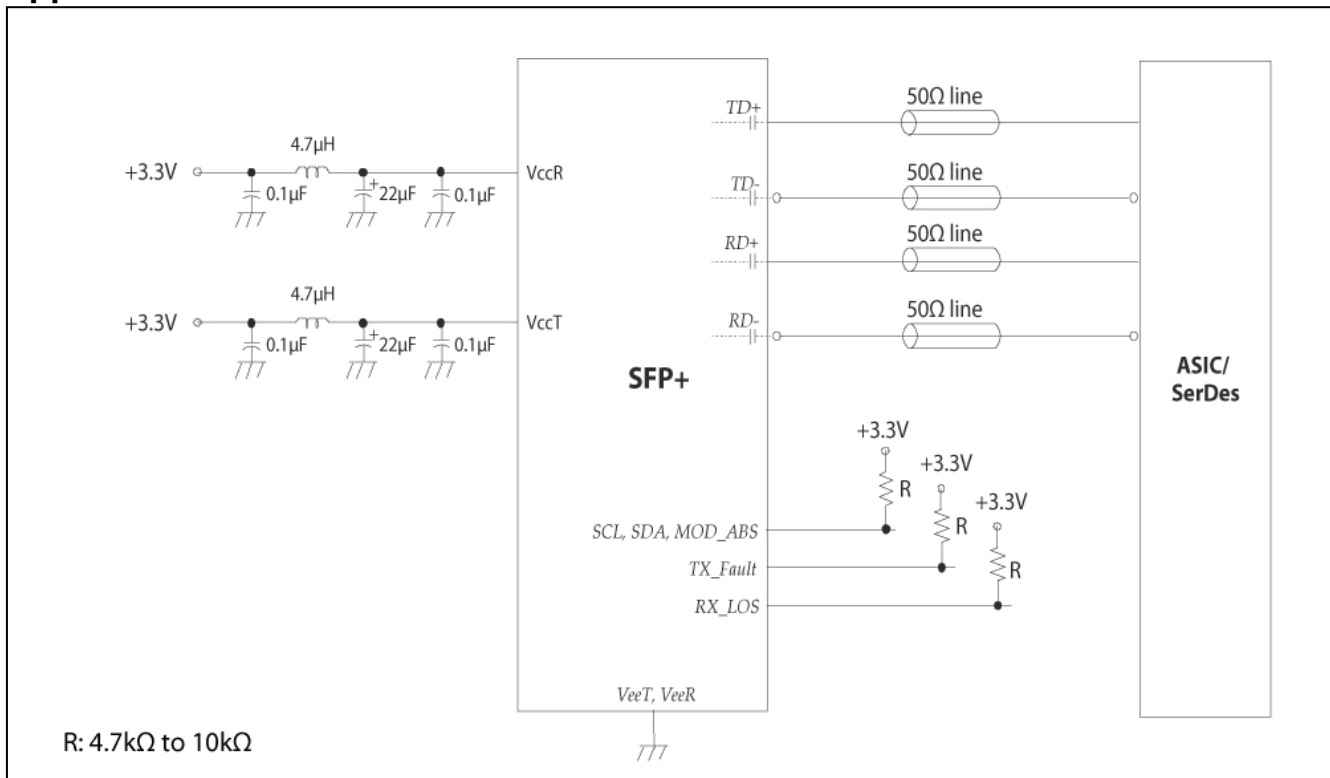 TD+
50Ω line
4.7µH
+3.3V
0.1µF
+
22µF
0.1µF
VccR
TD-
50Ω line
RD+
50Ω line
4.7µH
+3.3V
0.1µF
+
22µF
0.1µF
VccT
RD-
50Ω line
SFP+
ASIC/
SerDes
+3.3V
R
+3.3V
R
+3.3V
R
SCL, SDA, MOD_ABS
TX_Fault
RX_LOS
VeeT, VeeR
R: 4.7kΩ to 10kΩ